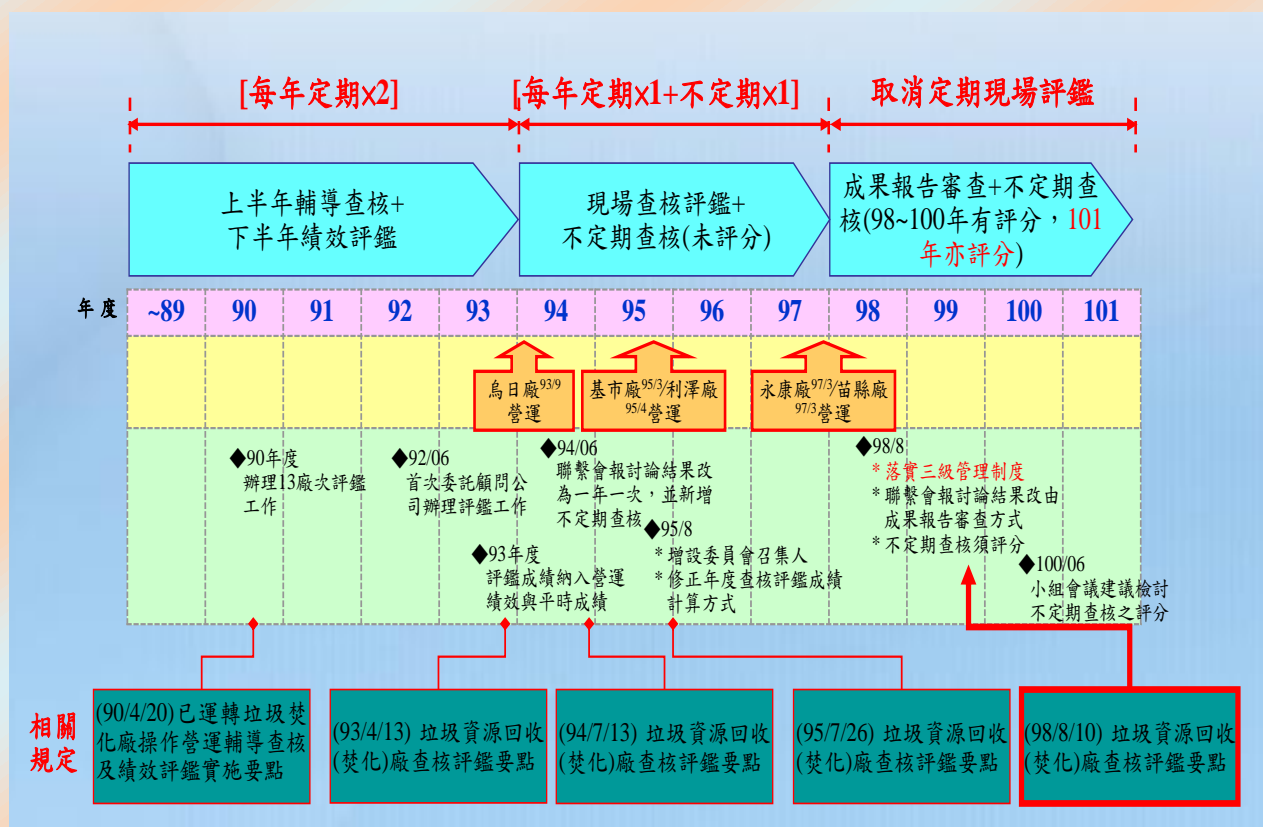 [每年定期x2]
[每年定期x1+不定期x1]
取消定期現場評鑑
上半年輔導查核+
下半年績效評鑑
現場查核評鑑+
不定期查核(未評分)
成果報告審查+不定期查
核(98~100年有評分，101
年亦評分)
年度
~89
90
91
92
93
94
95
96
97
98
99
100
101
烏日廠93/9
營運
基市廠95/3/利澤廠
95/4營運
永康廠97/3/苗縣廠
97/3營運
◆90年度
辦理13廠次評鑑
工作
◆92/06
首次委託顧問公
司辦理評鑑工作
◆93年度
評鑑成績納入營運
績效與平時成績
◆94/06
聯繫會報討論結果改
為一年一次，並新增
不定期查核
◆95/8
* 增設委員會召集人
* 修正年度查核評鑑成績
計算方式
◆98/8
* 落實三級管理制度
* 聯繫會報討論結果改由
成果報告審查方式
* 不定期查核須評分
◆100/06
小組會議建議檢討
不定期查核之評分
相關
規定
(90/4/20)已運轉垃圾焚
化廠操作營運輔導查核
及績效評鑑實施要點
(93/4/13) 垃圾資源回收
(焚化)廠查核評鑑要點
(94/7/13) 垃圾資源回收
(焚化)廠查核評鑑要點
(95/7/26) 垃圾資源回收
(焚化)廠查核評鑑要點
(98/8/10) 垃圾資源回收
(焚化)廠查核評鑑要點